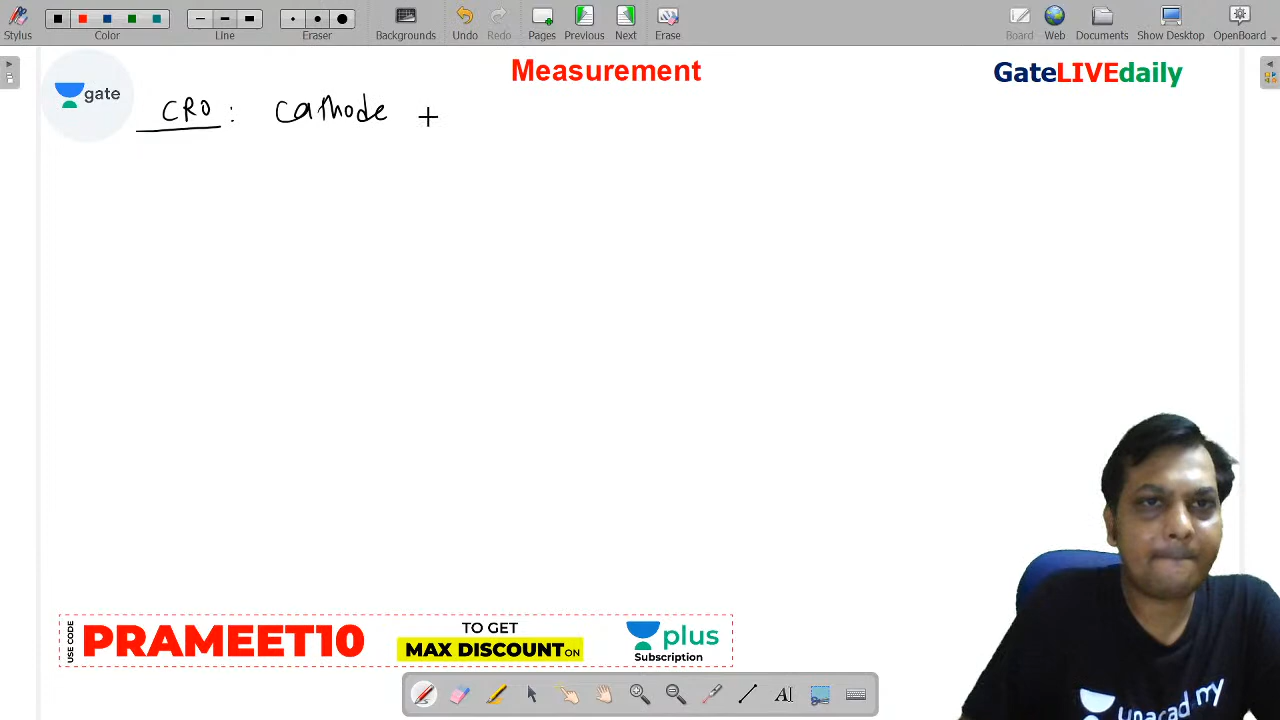 Stylus Color Line Eraser Backgrounds Undo Redo Pages Previous Next Erase Board Web Documents Show Desktop OpenBoard
gate
Measurement
GateLIVEdaily
CRO : Cathode +
USE CODE
PRAMEET10
TO GET
MAX DISCOUNT ON
plus
Subscription
unacademy